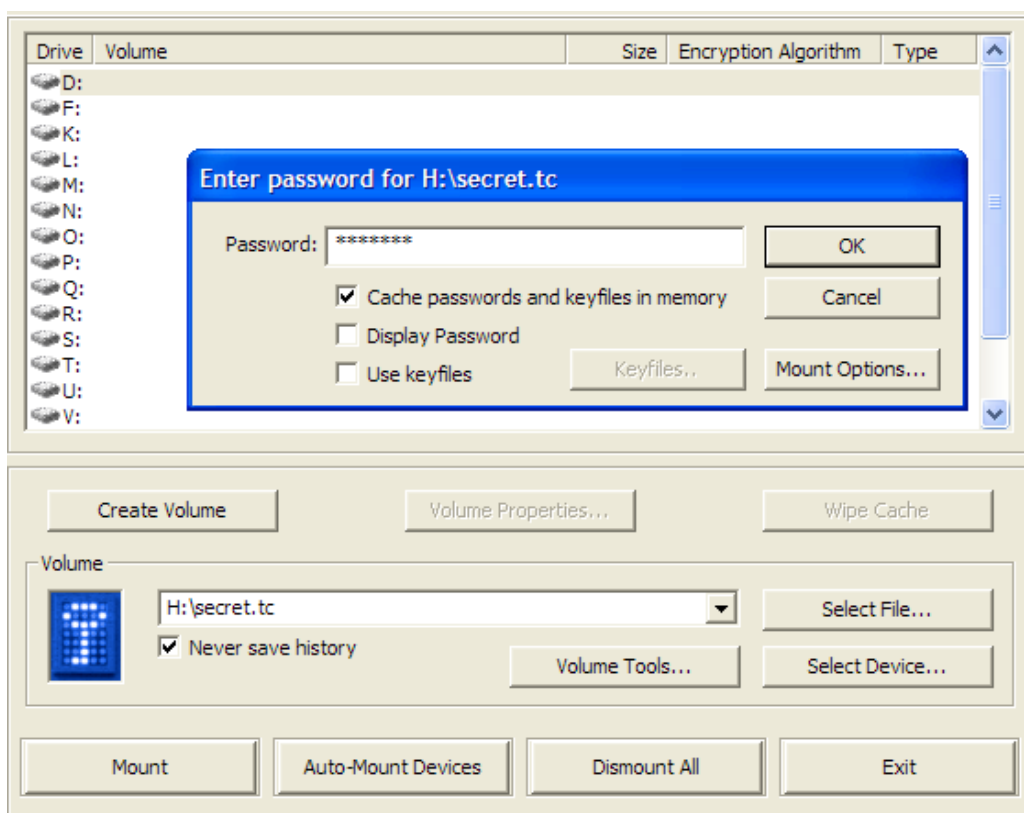 Drive Volume Size Encryption Algorithm Type
D:
F:
K:
L:
M:
N:
O:
P:
Q:
R:
S:
T:
U:
V:
Enter password for H:\secret.tc
Password: ******* OK
Cache passwords and keyfiles in memory Cancel
Display Password
Use keyfiles Keyfiles.. Mount Options...
Create Volume Volume Properties... Wipe Cache
Volume
H:\secret.tc Select File...
Never save history
Volume Tools... Select Device...
Mount Auto-Mount Devices Dismount All Exit